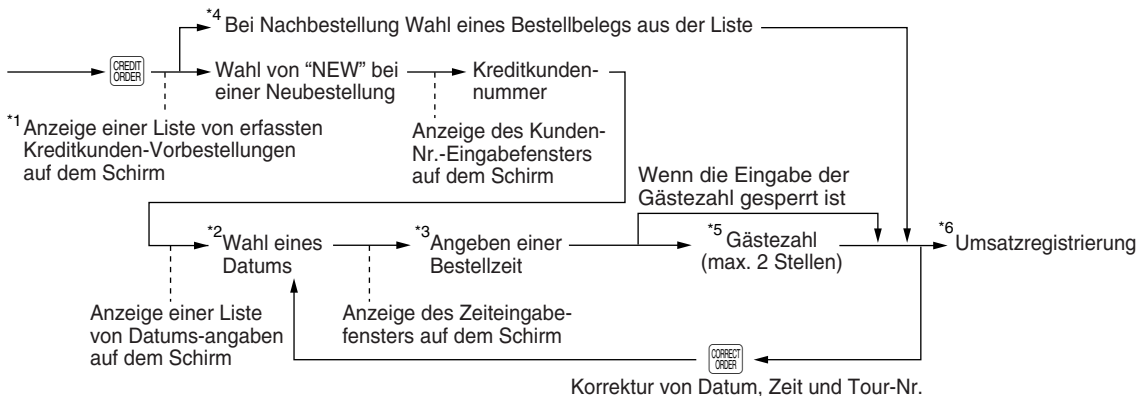 *4 Bei Nachbestellung Wahl eines Bestellbelegs aus der Liste
CREDIT
ORDER
Wahl von “NEW” bei
einer Neubestellung
Kreditkunden-
nummer
*1 Anzeige einer Liste von erfassten
Kreditkunden-Vorbestellungen
auf dem Schirm
Anzeige des Kunden-
Nr.-Eingabefensters
auf dem Schirm
Wenn die Eingabe der
Gästezahl gesperrt ist
*2 Wahl eines
Datums
*3 Angeben einer
Bestellzeit
*5 Gästezahl
(max. 2 Stellen)
*6 Umsatzregistrierung
Anzeige einer Liste
von Datums-angaben
auf dem Schirm
Anzeige des Zeiteingabe-
fensters auf dem Schirm
CORRECT
ORDER
Korrektur von Datum, Zeit und Tour-Nr.